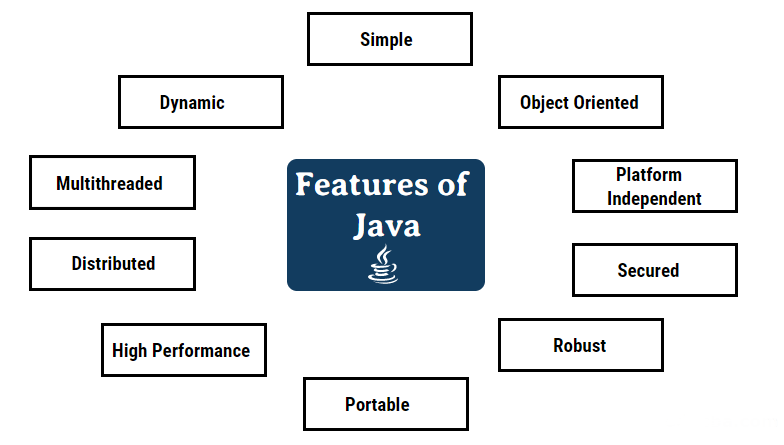 Simple
Dynamic
Object Oriented
Multithreaded
Features of
Java
Platform
Independent
Distributed
Secured
High Performance
Robust
Portable